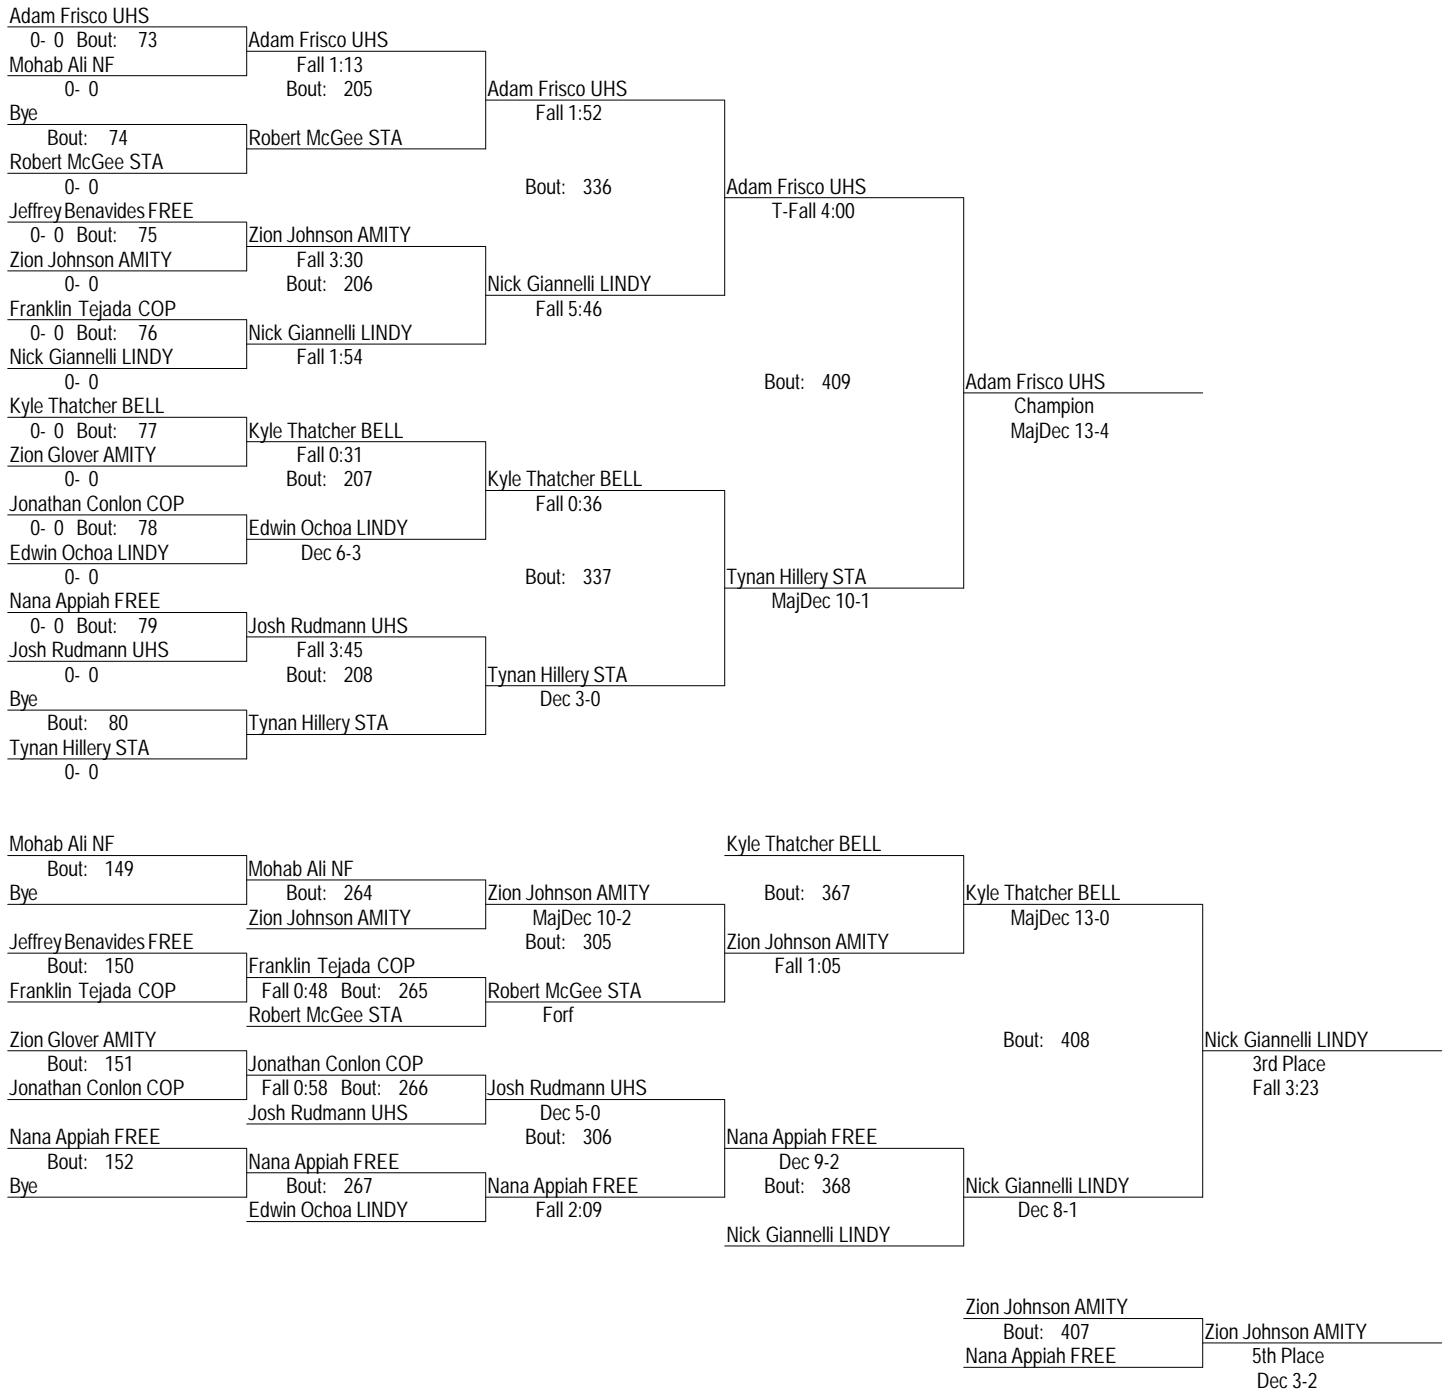 Adam Frisco UHS
0- 0 Bout: 73
Adam Frisco UHS
Mohab Ali NF
Fall 1:13
0- 0
Bout: 205
Adam Frisco UHS
Bye
Fall 1:52
Bout: 74
Robert McGee STA
Robert McGee STA
0- 0
Bout: 336
Adam Frisco UHS
Jeffrey Benavides FREE
T-Fall 4:00
0- 0 Bout: 75
Zion Johnson AMITY
Zion Johnson AMITY
Fall 3:30
0- 0
Bout: 206
Nick Giannelli LINDY
Franklin Tejada COP
Fall 5:46
0- 0 Bout: 76
Nick Giannelli LINDY
Nick Giannelli LINDY
Fall 1:54
0- 0
Bout: 409
Adam Frisco UHS
Kyle Thatcher BELL
Champion
0- 0 Bout: 77
Kyle Thatcher BELL
MajDec 13-4
Zion Glover AMITY
Fall 0:31
0- 0
Bout: 207
Kyle Thatcher BELL
Jonathan Conlon COP
Fall 0:36
0- 0 Bout: 78
Edwin Ochoa LINDY
Edwin Ochoa LINDY
Dec 6-3
0- 0
Bout: 337
Tynan Hillery STA
Nana Appiah FREE
MajDec 10-1
0- 0 Bout: 79
Josh Rudmann UHS
Josh Rudmann UHS
Fall 3:45
0- 0
Bout: 208
Tynan Hillery STA
Bye
Dec 3-0
Bout: 80
Tynan Hillery STA
Tynan Hillery STA
0- 0
Mohab Ali NF
Kyle Thatcher BELL
Bout: 149
Mohab Ali NF
Bye
Bout: 264
Zion Johnson AMITY
Bout: 367
Kyle Thatcher BELL
Zion Johnson AMITY
MajDec 10-2
MajDec 13-0
Jeffrey Benavides FREE
Bout: 305
Zion Johnson AMITY
Bout: 150
Franklin Tejada COP
Fall 1:05
Franklin Tejada COP
Fall 0:48 Bout: 265
Robert McGee STA
Robert McGee STA
Forf
Zion Glover AMITY
Bout: 408
Nick Giannelli LINDY
Bout: 151
Jonathan Conlon COP
3rd Place
Jonathan Conlon COP
Fall 0:58 Bout: 266
Josh Rudmann UHS
Fall 3:23
Josh Rudmann UHS
Dec 5-0
Nana Appiah FREE
Bout: 306
Nana Appiah FREE
Bout: 152
Nana Appiah FREE
Dec 9-2
Bye
Bout: 267
Nana Appiah FREE
Bout: 368
Nick Giannelli LINDY
Edwin Ochoa LINDY
Fall 2:09
Dec 8-1
Nick Giannelli LINDY
Zion Johnson AMITY
Bout: 407
Zion Johnson AMITY
Nana Appiah FREE
5th Place
Dec 3-2